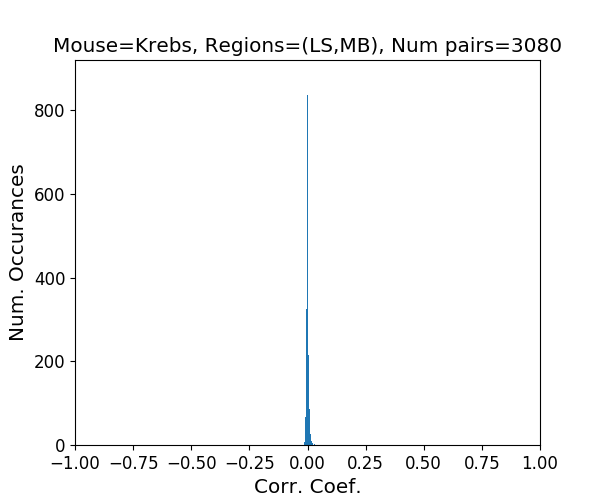 Mouse=Krebs, Regions=(LS,MB), Num pairs=3080
800
600
400
200
0
Num. Occurances
−1.00 −0.75 −0.50 −0.25 0.00 0.25 0.50 0.75 1.00
Corr. Coef.